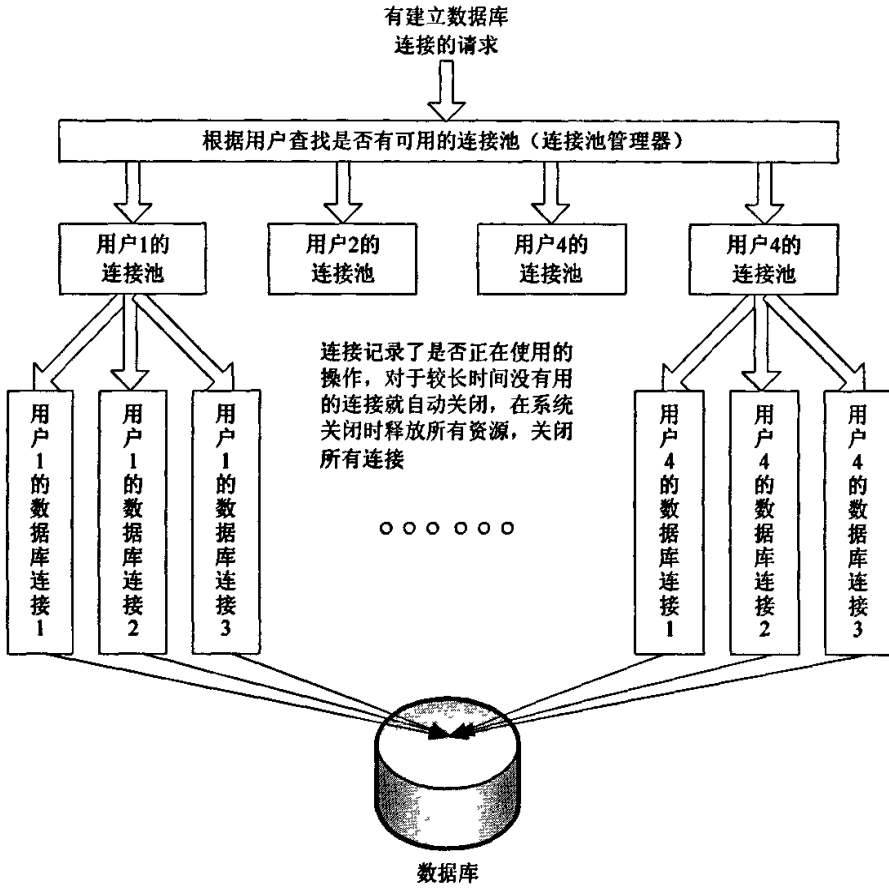 有建立数据库
连接的请求
根据用户查找是否有可用的连接池（连接池管理器）
用户1的
连接池
用户2的
连接池
用户4的
连接池
用户4的
连接池
连接记录了是否正在使用的
操作，对于较长时间没有用
的连接就自动关闭，在系统
关闭时释放所有资源，关闭
所有连接
用户1的数据库连接1
用户1的数据库连接2
用户1的数据库连接3
用户4的数据库连接1
用户4的数据库连接2
用户4的数据库连接3
数据库